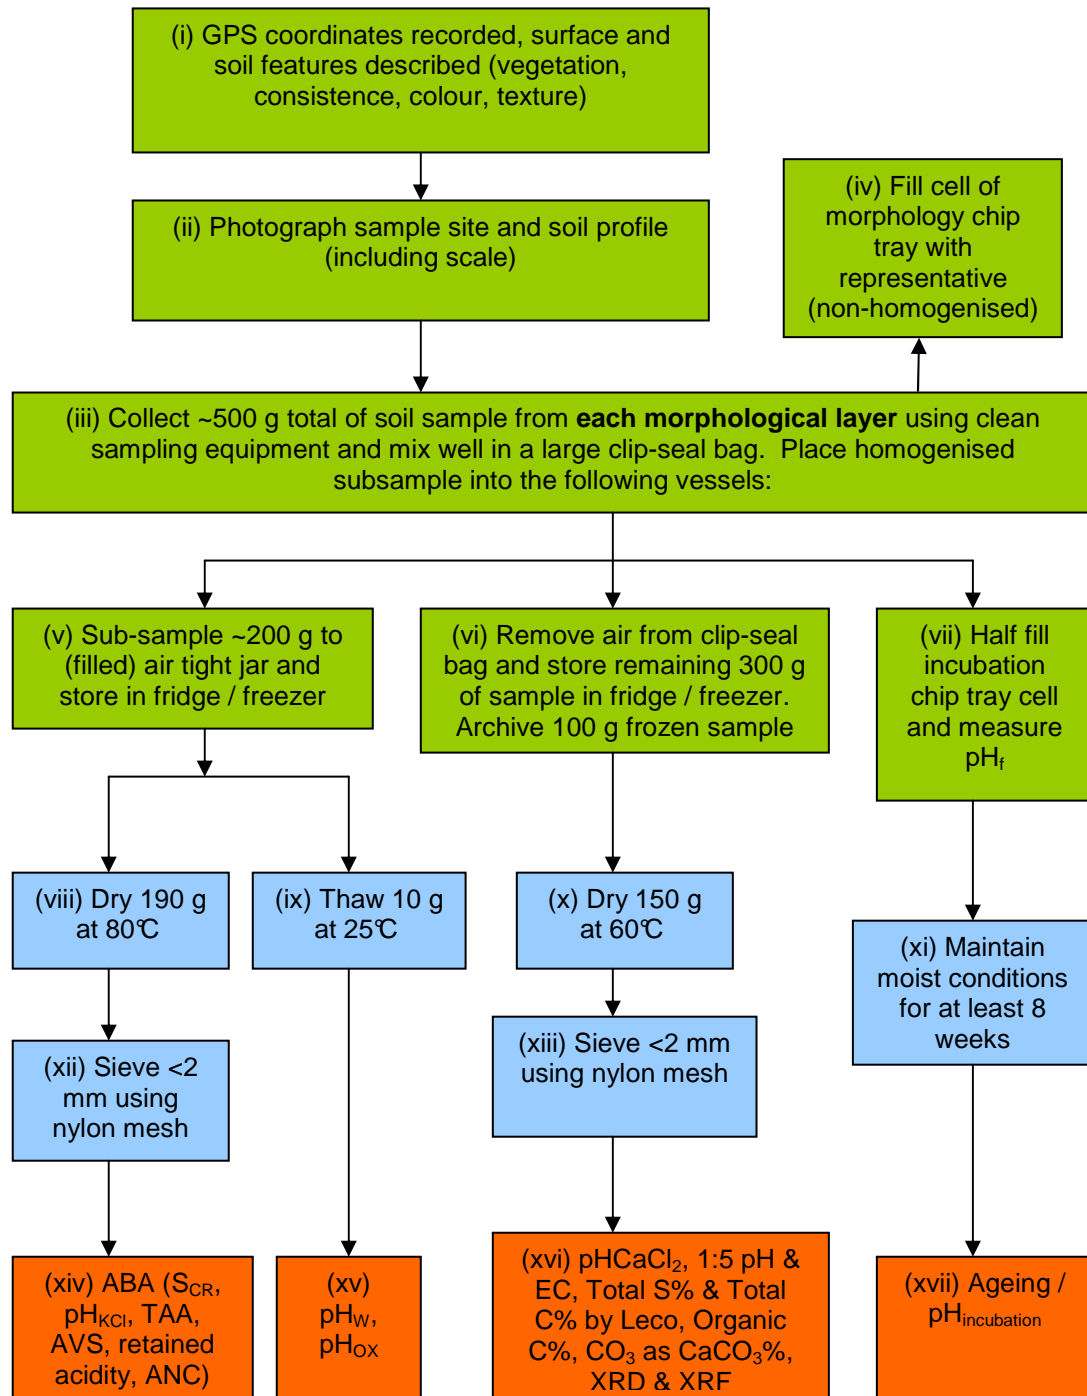 (i) GPS coordinates recorded, surface and
soil features described (vegetation,
consistence, colour, texture)
(ii) Photograph sample site and soil profile
(including scale)
(iv) Fill cell of
morphology chip
tray with
representative
(non-homogenised)
(iii) Collect ~500 g total of soil sample from each morphological layer using clean
sampling equipment and mix well in a large clip-seal bag. Place homogenised
subsample into the following vessels:
(v) Sub-sample ~200 g to
(filled) air tight jar and
store in fridge / freezer
(vi) Remove air from clip-seal
bag and store remaining 300 g
of sample in fridge / freezer.
Archive 100 g frozen sample
(vii) Half fill
incubation
chip tray cell
and measure
pHf
(viii) Dry 190 g
at 80°C
(ix) Thaw 10 g
at 25°C
(x) Dry 150 g
at 60°C
(xi) Maintain
moist conditions
for at least 8
weeks
(xii) Sieve <2
mm using
nylon mesh
(xiii) Sieve <2 mm
using nylon mesh
(xiv) ABA (SCR,
pHKCl, TAA,
AVS, retained
acidity, ANC)
(xv)
pHW,
pHOX
(xvi) pHCaCl2, 1:5 pH &
EC, Total S% & Total
C% by Leco, Organic
C%, CO3 as CaCO3%,
XRD & XRF
(xvii) Ageing /
pHincubation